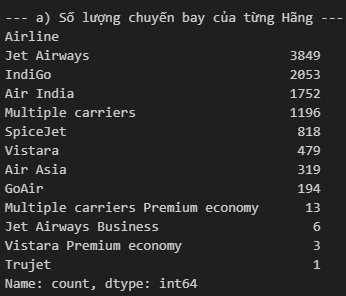 --- a) Số lượng chuyến bay của từng Hãng ---
Airline
Jet Airways 3849
IndiGo 2053
Air India 1752
Multiple carriers 1196
SpiceJet 818
Vistara 479
Air Asia 319
GoAir 194
Multiple carriers Premium economy 13
Jet Airways Business 6
Vistara Premium economy 3
Trujet 1
Name: count, dtype: int64